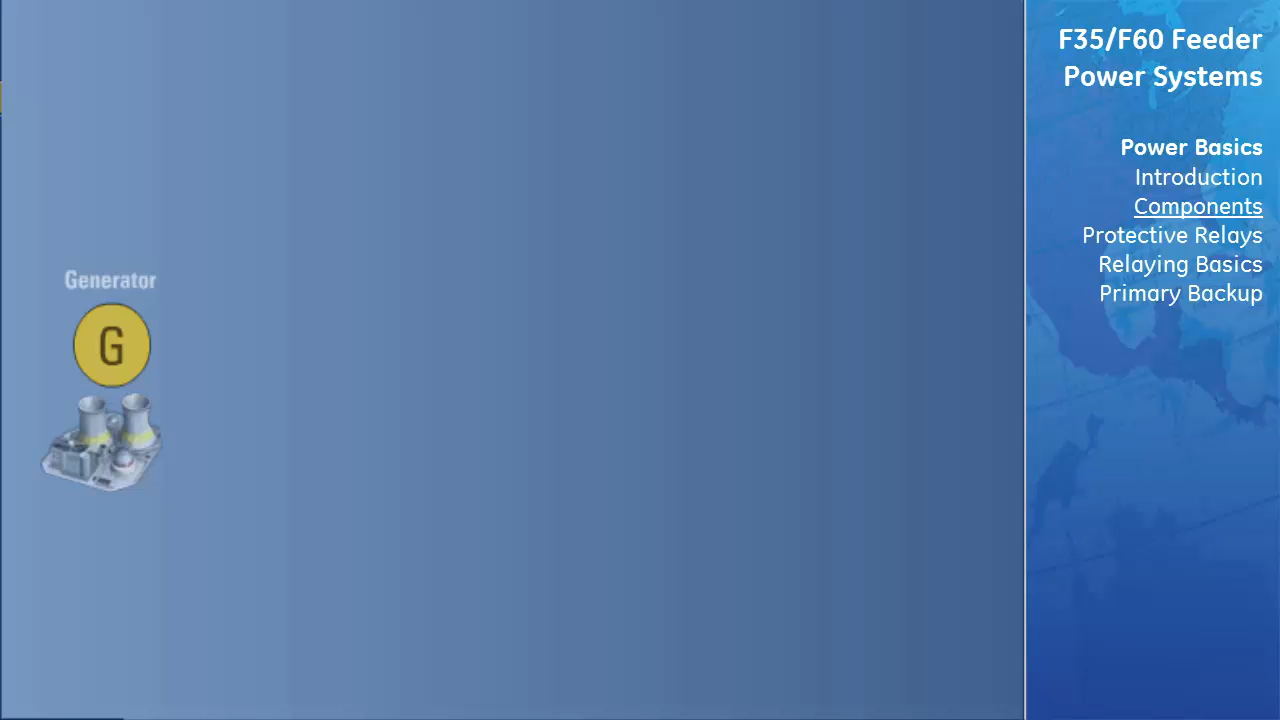 F35/F60 Feeder
Power Systems
Power Basics
Introduction
Components
Protective Relays
Relaying Basics
Primary Backup
Generator
G